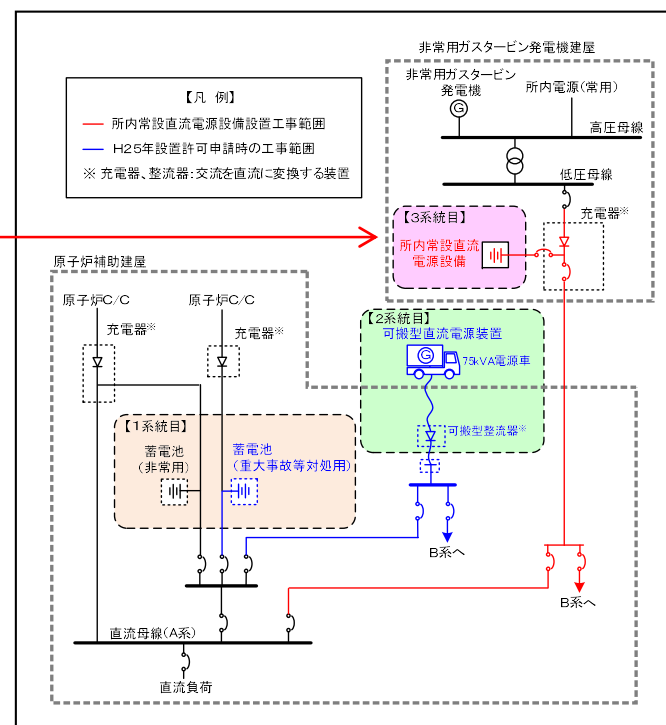 非常用ガスタービン発電機建屋
非常用ガスタービン
発電機
所内電源(常用)
G
高圧母線
低圧母線
【凡 例】
所内常設直流電源設備設置工事範囲
H25年設置許可申請時の工事範囲
※ 充電器、整流器:交流を直流に変換する装置
【3系統目】
充電器※
所内常設直流
電源設備
原子炉補助建屋
原子炉C/C
原子炉C/C
充電器※
充電器※
【2系統目】
可搬型直流電源装置
G
75kVA電源車
可搬型整流器※
【1系統目】
蓄電池
(非常用)
蓄電池
(重大事故等対処用)
B系へ
B系へ
直流母線(A系)
直流負荷